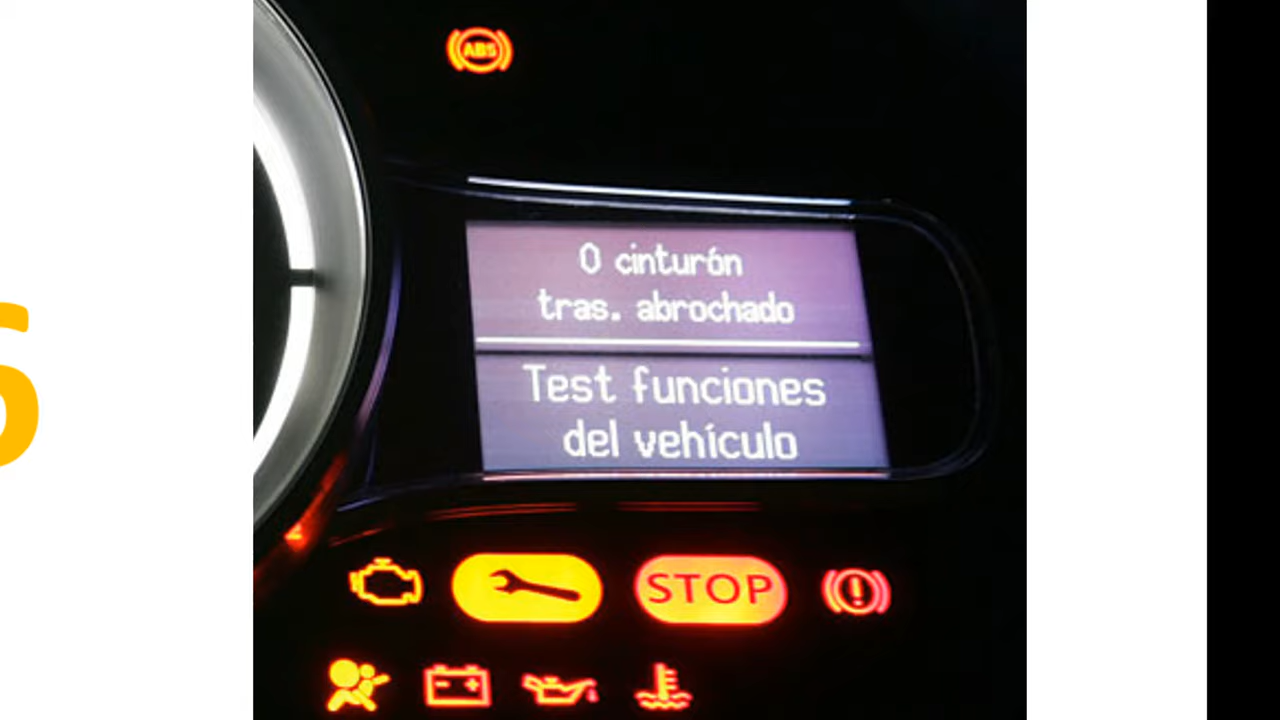 ABS
0 cinturón
tras. abrochado
Test funciones
del vehículo
STOP